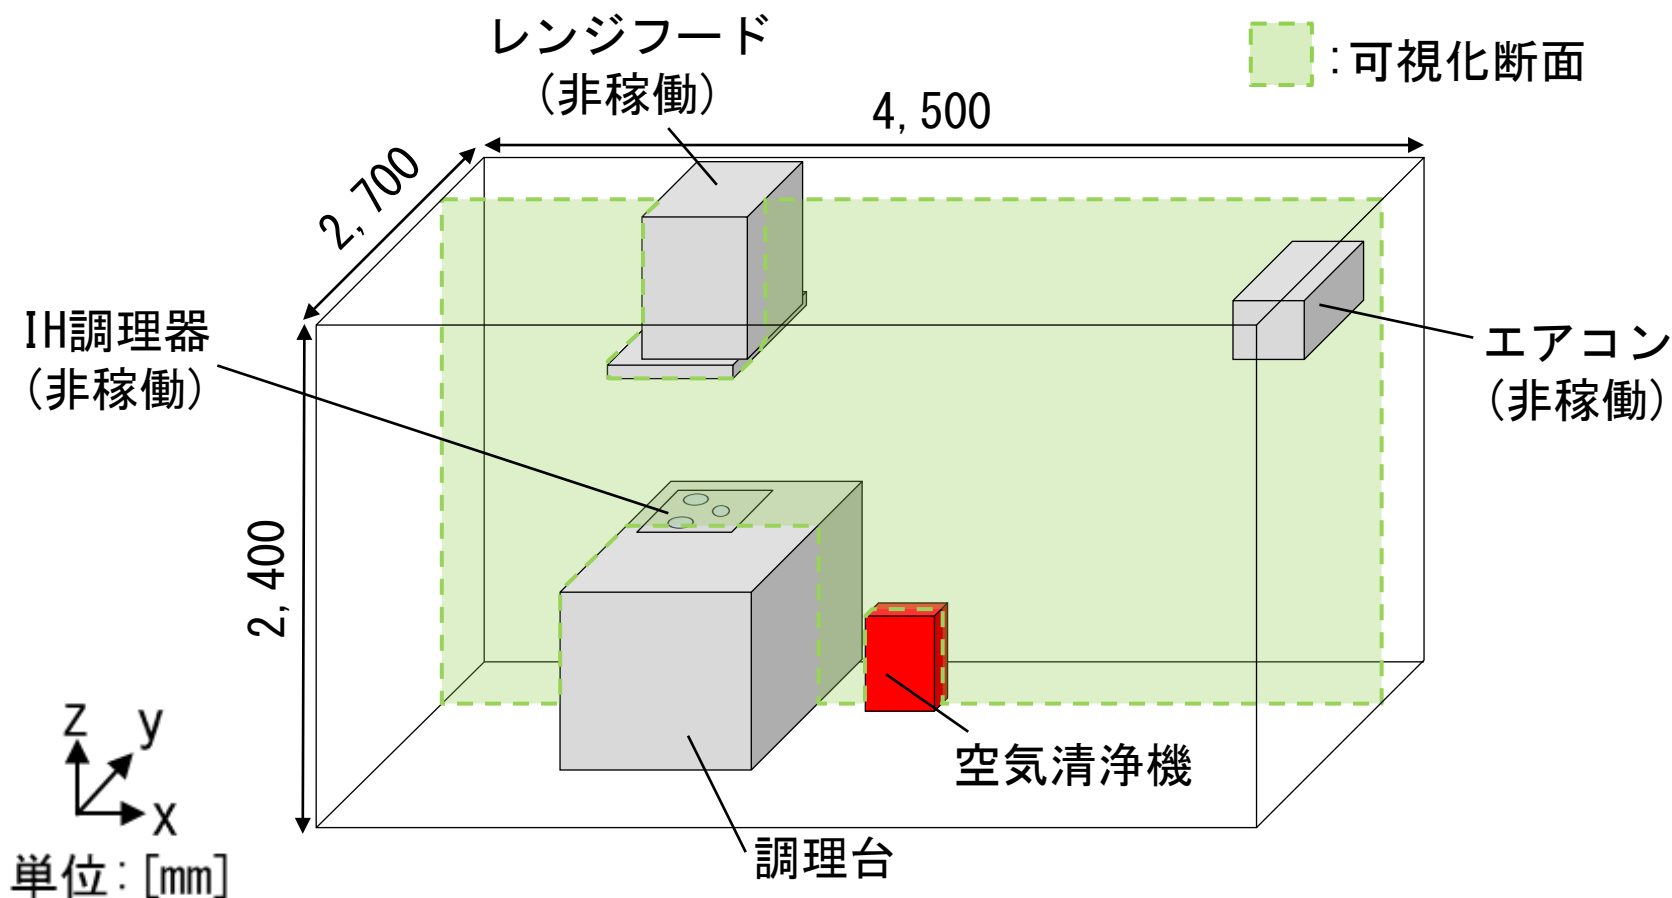 レンジフード
(非稼働)
:可視化断面
4,500
2,700
IH調理器
(非稼働)
エアコン
(非稼働)
2,400
空気清浄機
調理台
z
y
x
単位:[mm]